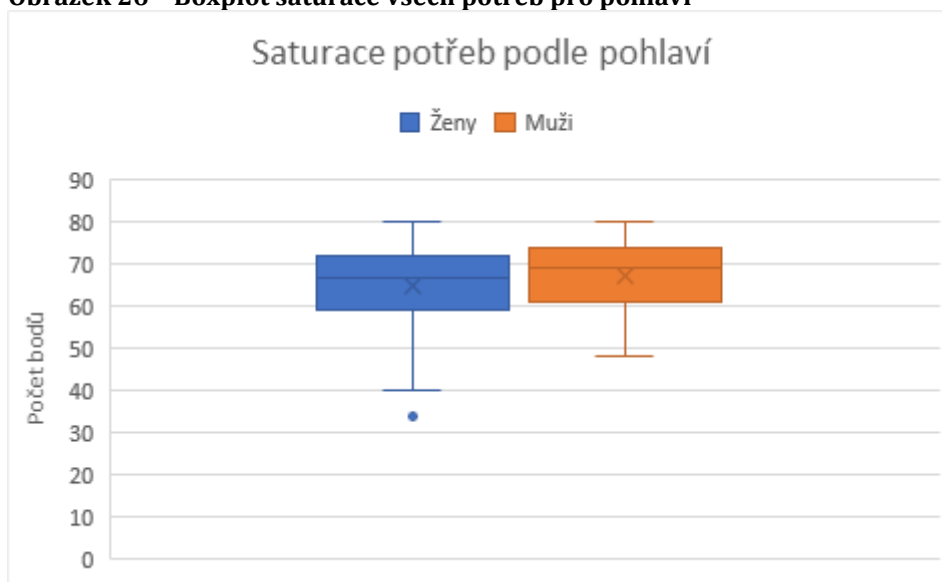 Obrázek 26 – Boxplot saturace všech potřeb pro pohlaví
Saturace potřeb podle pohlaví
Ženy Muži
90
80
70
60
50
40
30
20
10
0
Počet bodů